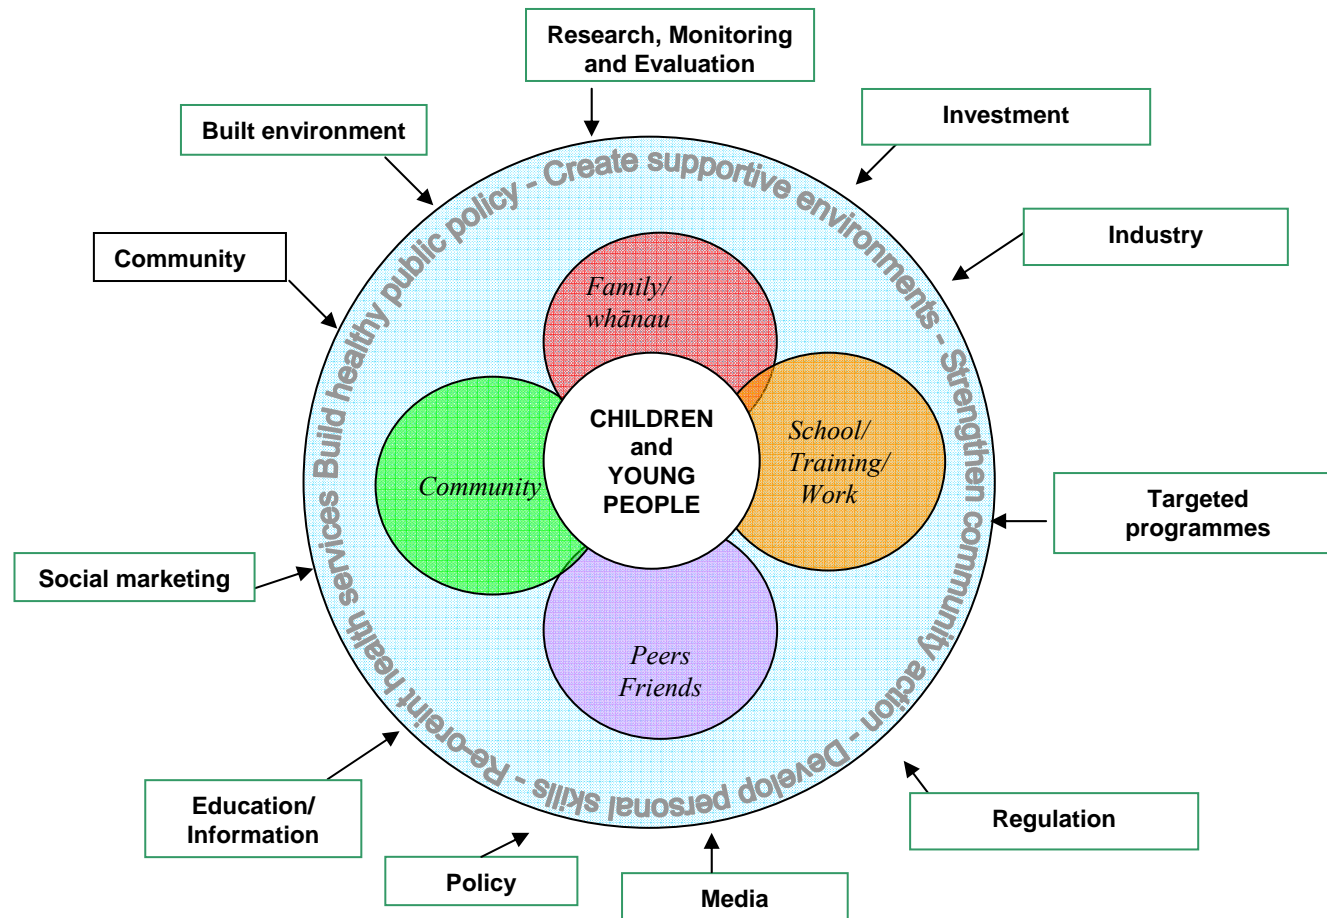 Research, Monitoring
and Evaluation
Investment
Built environment
Industry
Community
Build healthy public policy - Create supportive environments - Strengthen community action - Develop personal skills - Re-oreint health services
Family/
whānau
CHILDREN
and
YOUNG
PEOPLE
School/
Training/
Work
Community
Peers
Friends
Targeted
programmes
Social marketing
Education/
Information
Regulation
Policy
Media